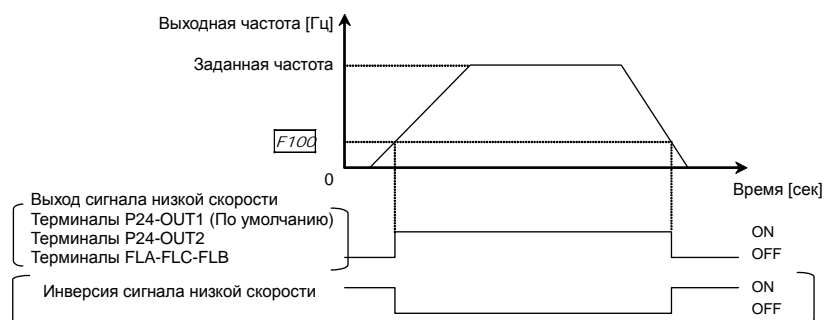 Выходная частота [Гц]
Заданная частота
F100
0
Время [сек]
Выход сигнала низкой скорости
Терминалы P24-OUT1 (По умолчанию)
Терминалы P24-OUT2
Терминалы FLA-FLC-FLB
ON
OFF
Инверсия сигнала низкой скорости
ON
OFF